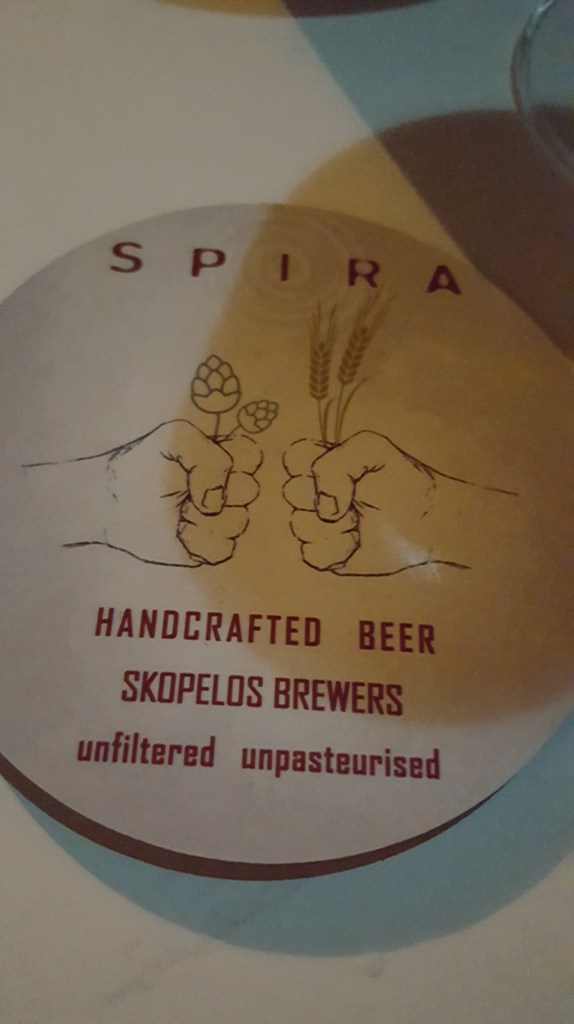 SPIRA
HANDCRAFTED BEER
SKOPELOS BREWERS
unfiltered unpasteurised